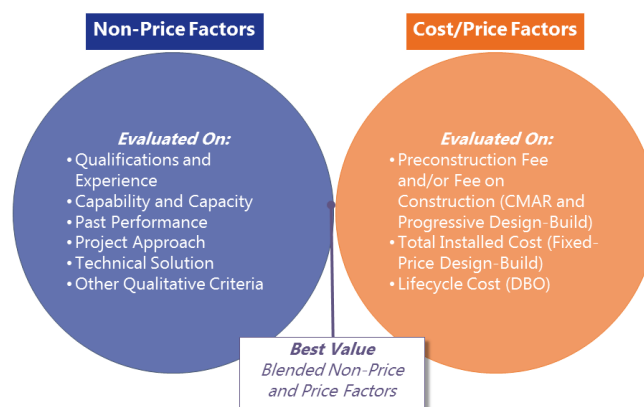 Non-Price Factors
Cost/Price Factors
Evaluated On:
• Qualifications and
Experience
• Capability and Capacity
• Past Performance
• Project Approach
• Technical Solution
• Other Qualitative Criteria
Evaluated On:
• Preconstruction Fee
and/or Fee on
Construction (CMAR and
Progressive Design-Build)
• Total Installed Cost (Fixed-
Price Design-Build)
• Lifecycle Cost (DBO)
Best Value
Blended Non-Price
and Price Factors